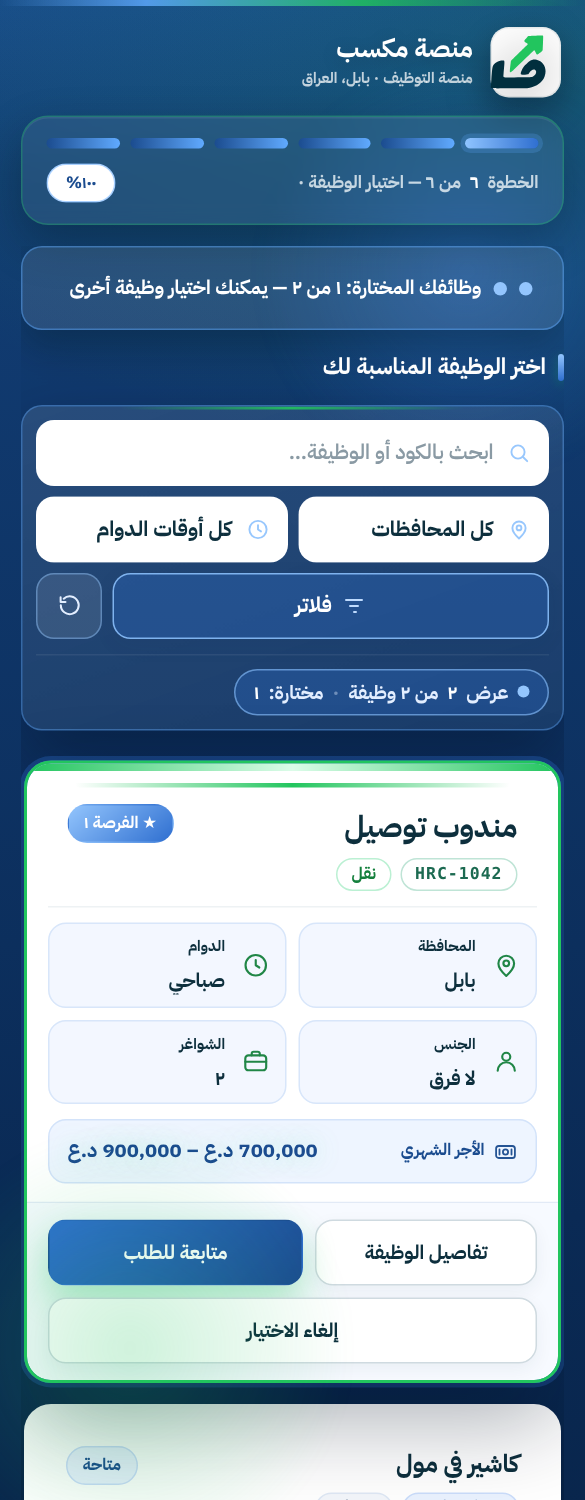 منصة مكسب
منصة التوظيف · بابل، العراق
الخطوة ٦ من ٦ — اختيار الوظيفة ·
١٠٠%
وظائفك المختارة: ١ من ٢ — يمكنك اختيار وظيفة أخرى
اختر الوظيفة المناسبة لك
ابحث بالكود أو الوظيفة...
كل المحافظات
كل أوقات الدوام
فلاتر
عرض ٢ من ٢ وظيفة · مختارة: ١
مندوب توصيل
★ الفرصة ١
HRC-1042
نقل
المحافظة
بابل
الدوام
صباحي
الجنس
لا فرق
الشواغر
٢
الأجر الشهري
700,000 د.ع – 900,000 د.ع
تفاصيل الوظيفة
متابعة للطلب
إلغاء الاختيار
كاشير في مول
متاحة